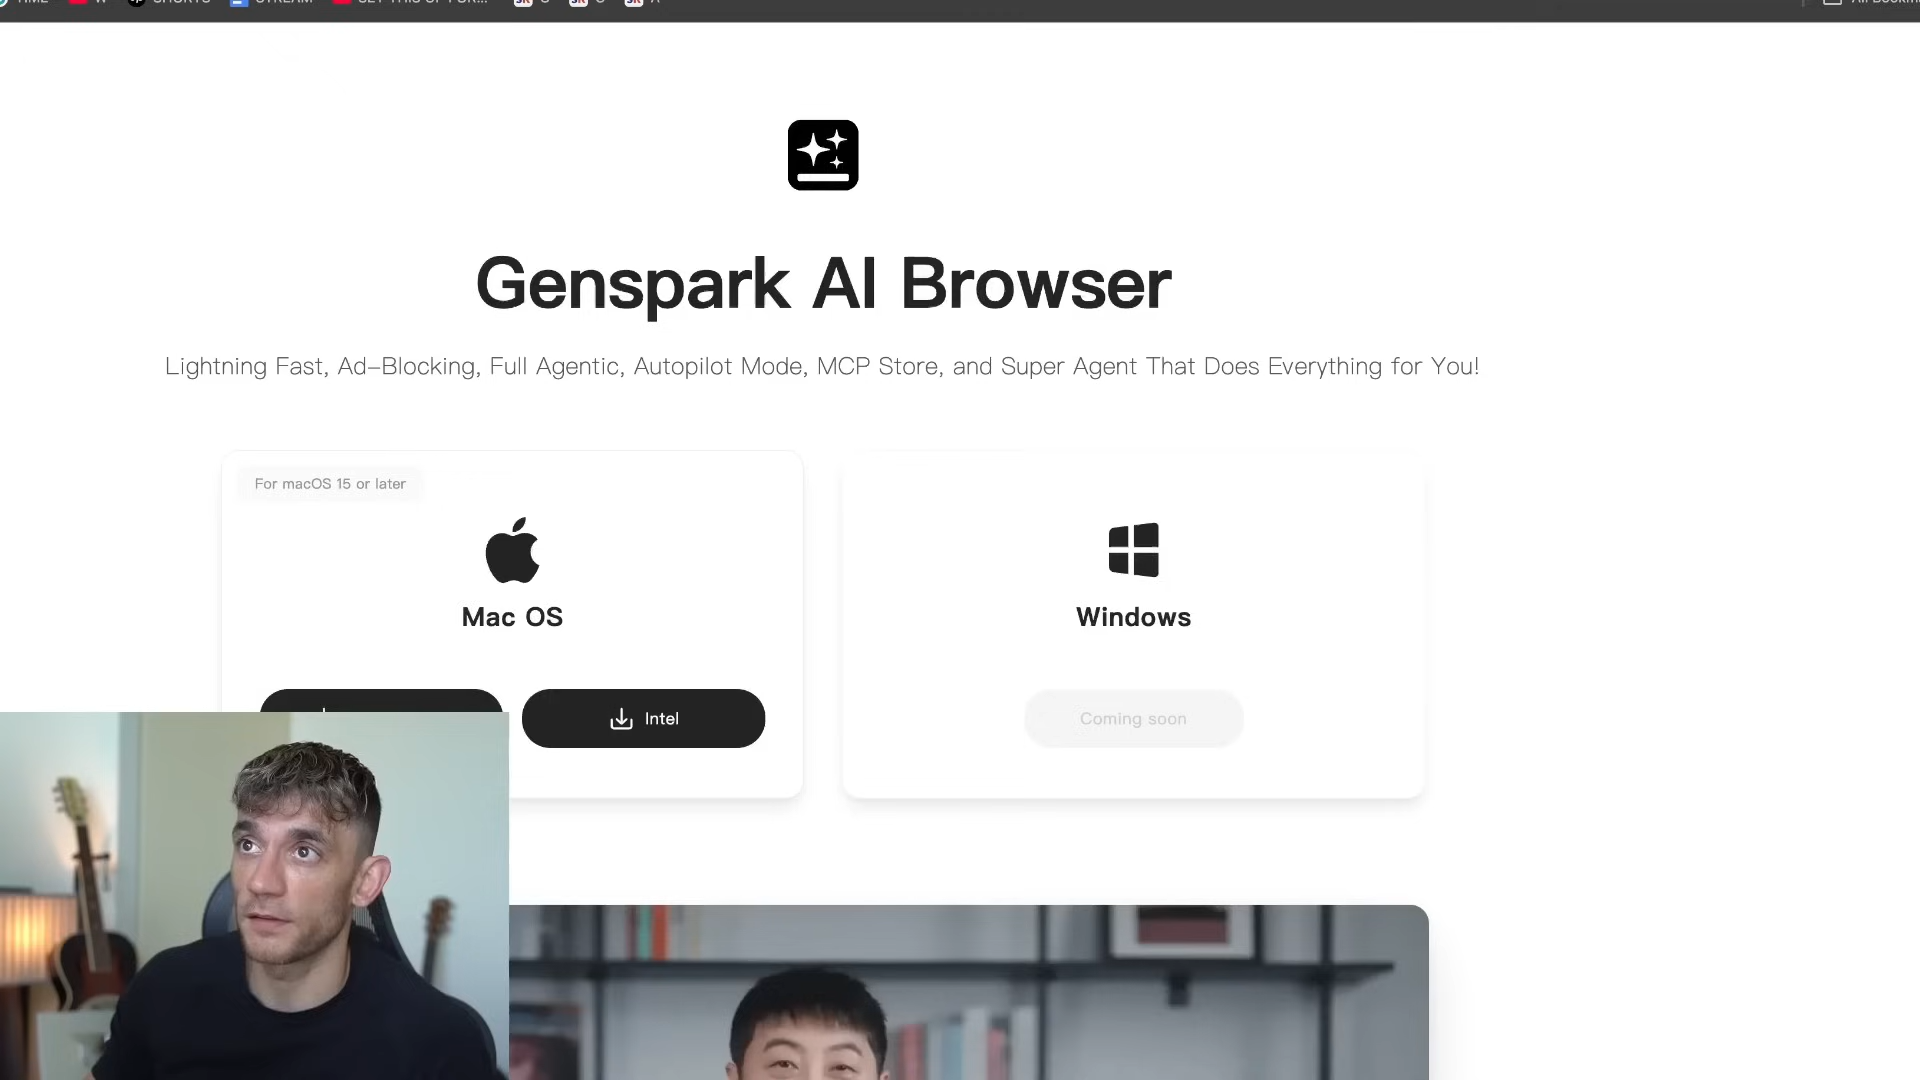 Genspark AI Browser
Lightning Fast, Ad-Blocking, Full Agentic, Autopilot Mode, MCP Store, and Super Agent That Does Everything for You!
For macOS 15 or later
Mac OS
Windows
Intel
Coming soon